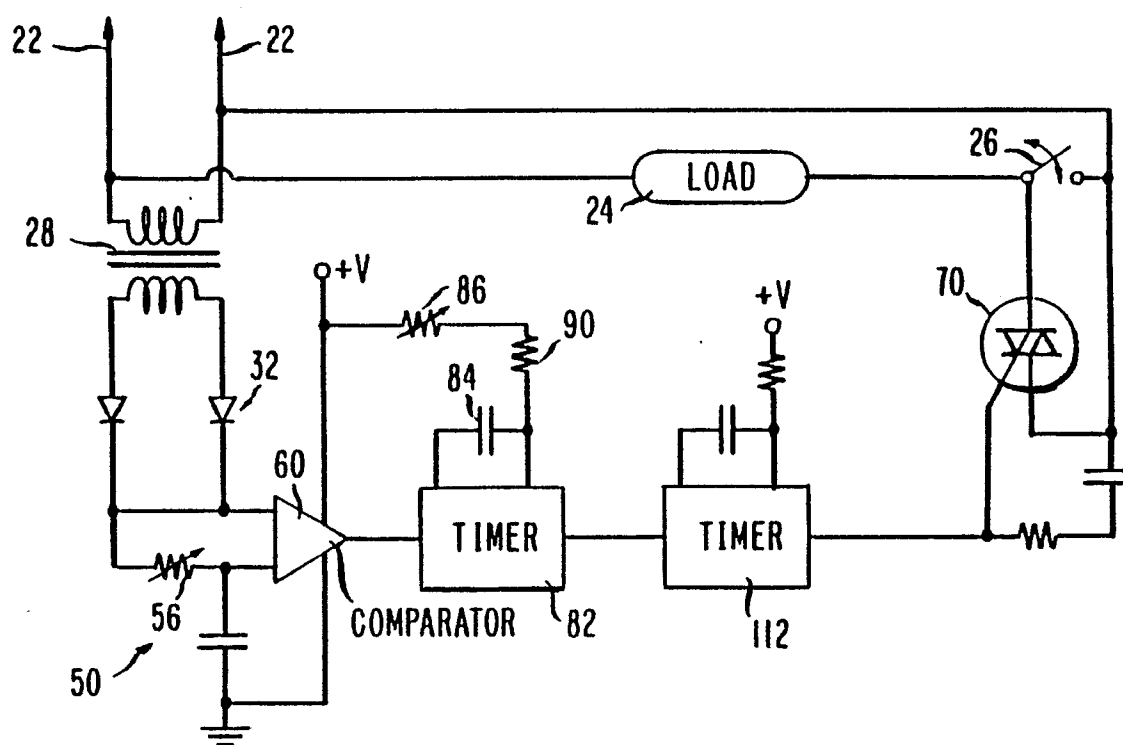 22
22
26
LOAD
24
28
+V
86
70
+V
90
32
84
60
TIMER
TIMER
56
COMPARATOR
82
112
50